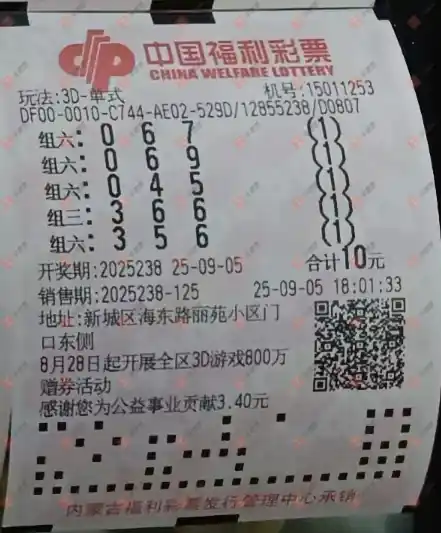 中国福利彩票
CHINA WELFARE LOTTERY
玩法:3D-单式 机号:15011253
DF00-0010-C744-AE02-529D/12855238/D0807
组六: 0 6 7 (1)
组六: 0 6 9 (1)
组六: 0 4 5 (1)
组三: 3 6 6 (1)
组六: 3 5 6 (1)
开奖期:2025238 25-09-05 合计10元
销售期:2025238-125 25-09-05 18:01:33
地址:新城区海东路丽苑小区门
口东侧
8月28日起开展全区3D游戏800万
赠券活动
感谢您为公益事业贡献3.40元
内蒙古福利彩票发行管理中心承销